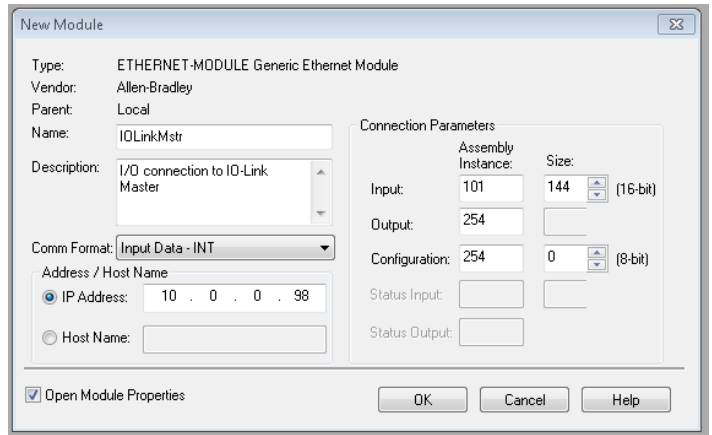 New Module
Type: ETHERNET-MODULE Generic Ethernet Module
Vendor: Allen-Bradley
Parent: Local
Name: IOLinkMstr
Description: I/O connection to IO-Link
Master
Comm Format: Input Data - INT
Address / Host Name
IP Address: 10 . 0 . 0 . 98
Host Name:
Connection Parameters
Assembly
Instance: Size:
Input: 101 144 (16-bit)
Output: 254
Configuration: 254 0 (8-bit)
Status Input:
Status Output:
Open Module Properties
OK Cancel Help